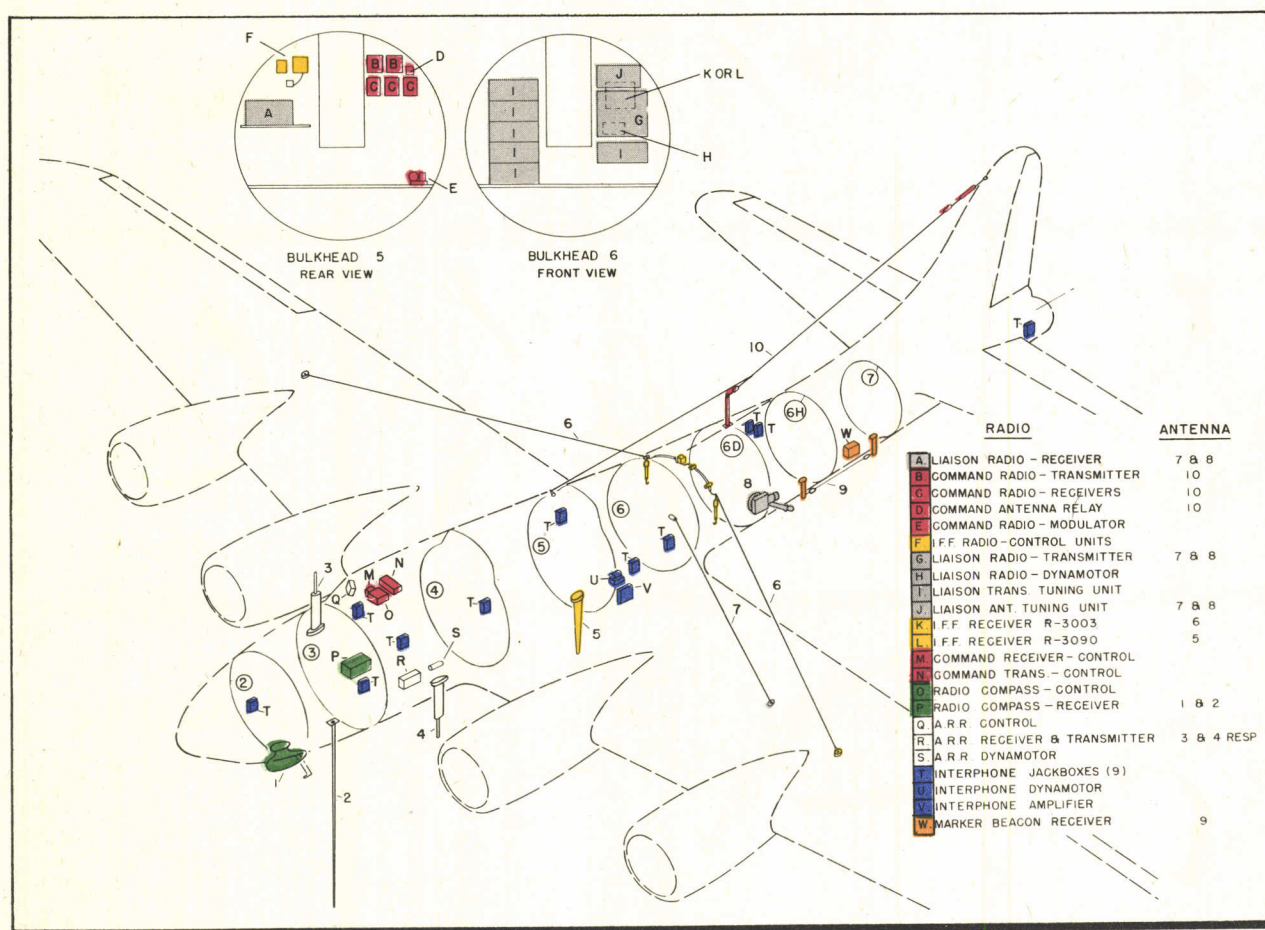 F
B B
D
C C C
A
E
BULKHEAD 5
REAR VIEW
J
K OR L
I
I
I
I
I
G
H
I
BULKHEAD 6
FRONT VIEW
10
T
7
6H
T
T
6D
W
6
8
9
6
5
T
T
T
U
V
3
M
N
Q
O
T
4
T
S
7
6
5
3
T
R
P
T
2
T
4
1
2
RADIO ANTENNA
A. LIAISON RADIO - RECEIVER 7 & 8
B COMMAND RADIO - TRANSMITTER 10
C COMMAND RADIO - RECEIVERS 10
D COMMAND ANTENNA RELAY 10
E COMMAND RADIO - MODULATOR
F I.F.F. RADIO-CONTROL UNITS
G. LIAISON RADIO - TRANSMITTER 7 & 8
H LIAISON RADIO - DYNAMOTOR
I. LIAISON TRANS. TUNING UNIT
J LIAISON ANT. TUNING UNIT 7 & 8
K. I.F.F. RECEIVER R-3003 6
L. I.F.F. RECEIVER R-3090 5
M. COMMAND RECEIVER - CONTROL
N. COMMAND TRANS. - CONTROL
O RADIO COMPASS - CONTROL
P RADIO COMPASS - RECEIVER 1 & 2
Q A.R.R. CONTROL
R. A.R.R. RECEIVER & TRANSMITTER 3 & 4 RESP
S. A.R.R. DYNAMOTOR
T. INTERPHONE JACKBOXES (9)
U INTERPHONE DYNAMOTOR
V. INTERPHONE AMPLIFIER
W. MARKER BEACON RECEIVER 9